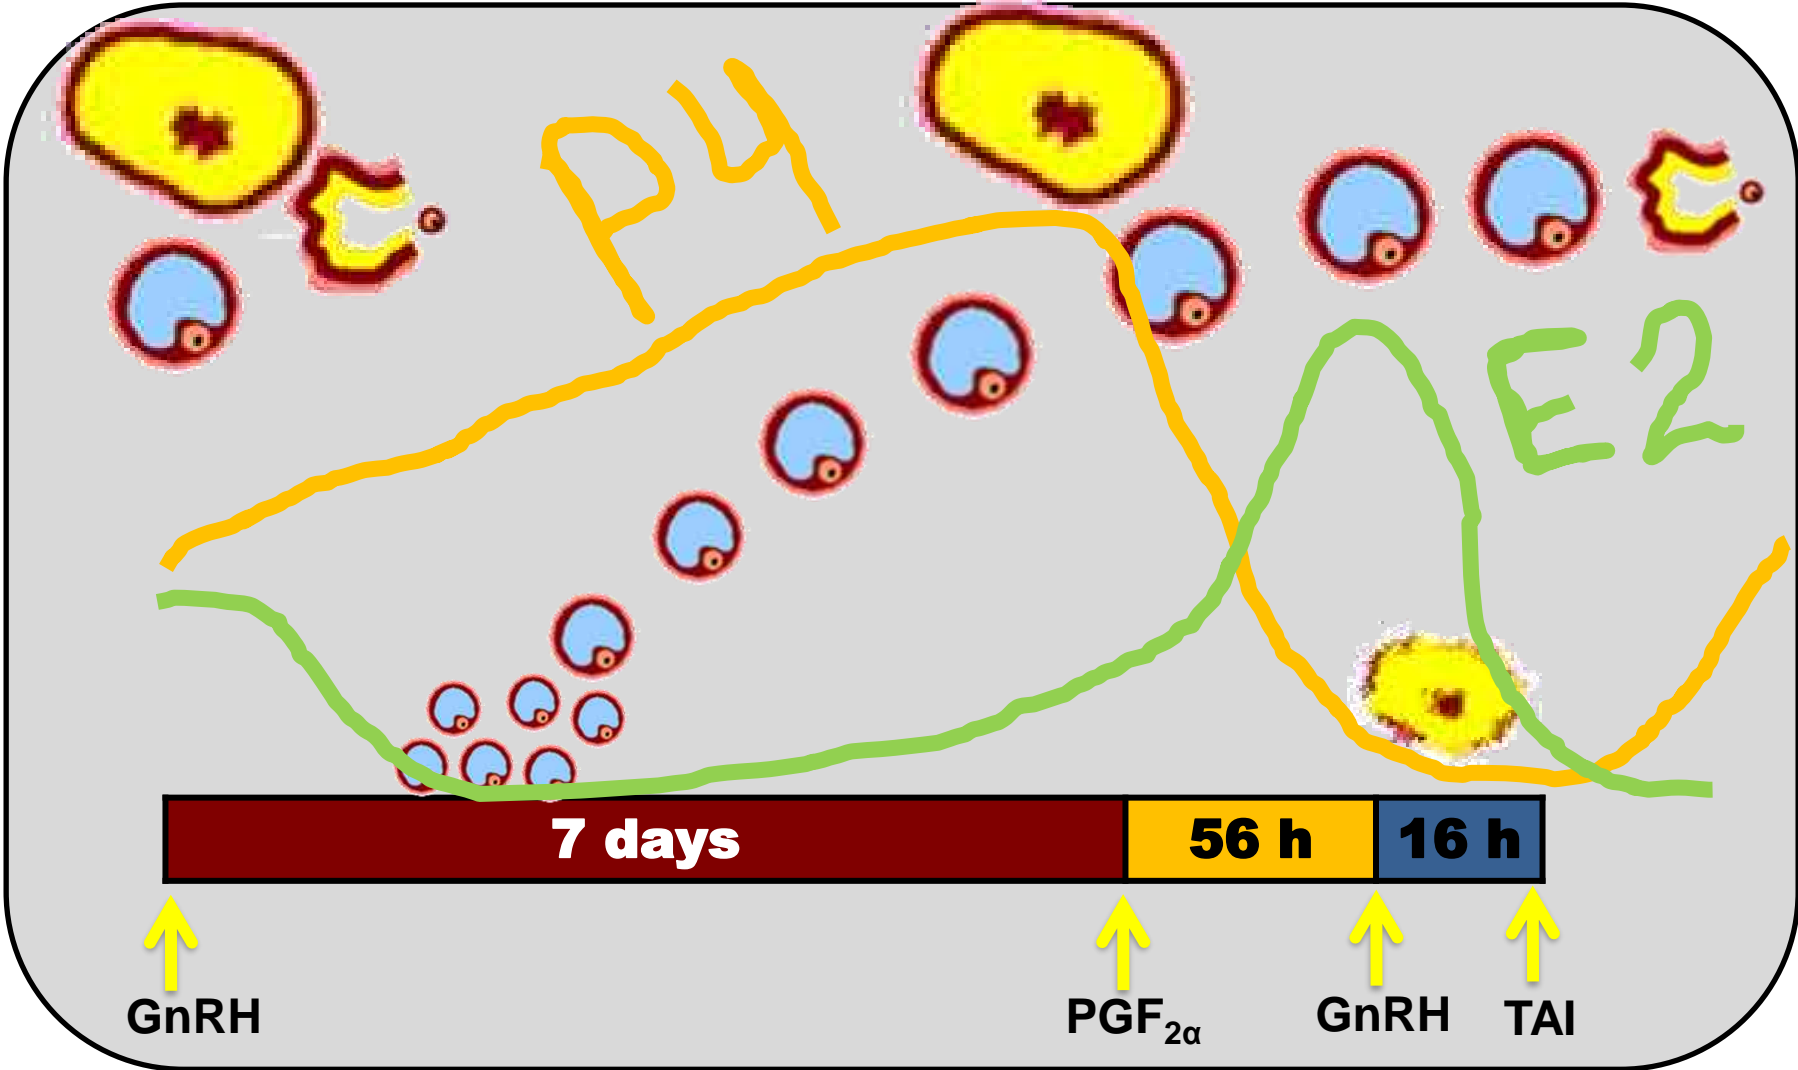 P4
E2
7 days
56 h
16 h
GnRH
PGF2α
GnRH
TAI